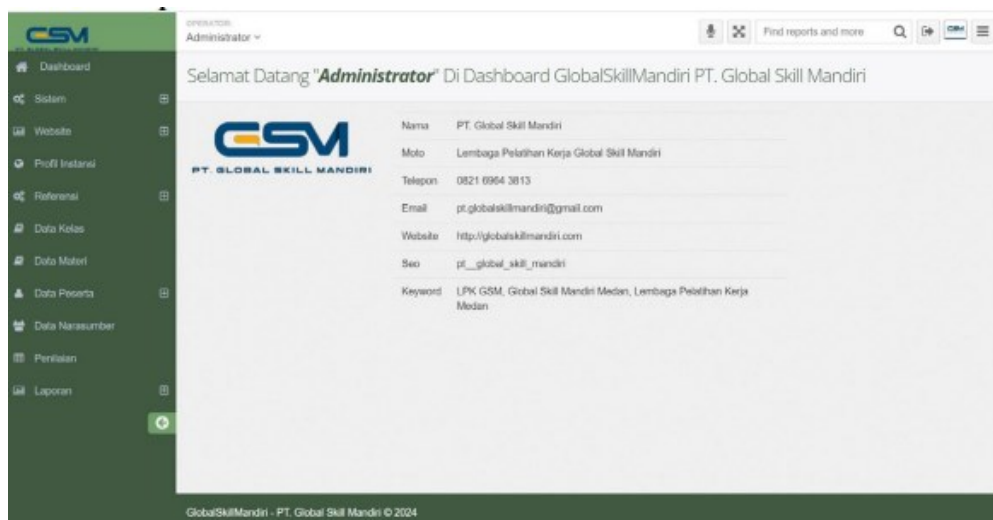 GSM
OPERATOR:
Administrator
Find reports and more
GSM
Dashboard
Sistem
Website
Profil Instansi
Referensi
Data Kelas
Data Materi
Data Peserta
Data Narasumber
Penilaian
Laporan
Selamat Datang "Administrator" Di Dashboard GlobalSkillMandiri PT. Global Skill Mandiri
GSM
PT. GLOBAL SKILL MANDIRI
Nama PT. Global Skill Mandiri
Moto Lembaga Pelatihan Kerja Global Skill Mandiri
Telepon 0821 6964 3813
Email pt.globalskillmandiri@gmail.com
Website http://globalskillmandiri.com
Seo pt__global_skill_mandiri
Keyword LPK GSM, Global Skill Mandiri Medan, Lembaga Pelatihan Kerja
Medan
GlobalSkillMandiri - PT. Global Skill Mandiri © 2024